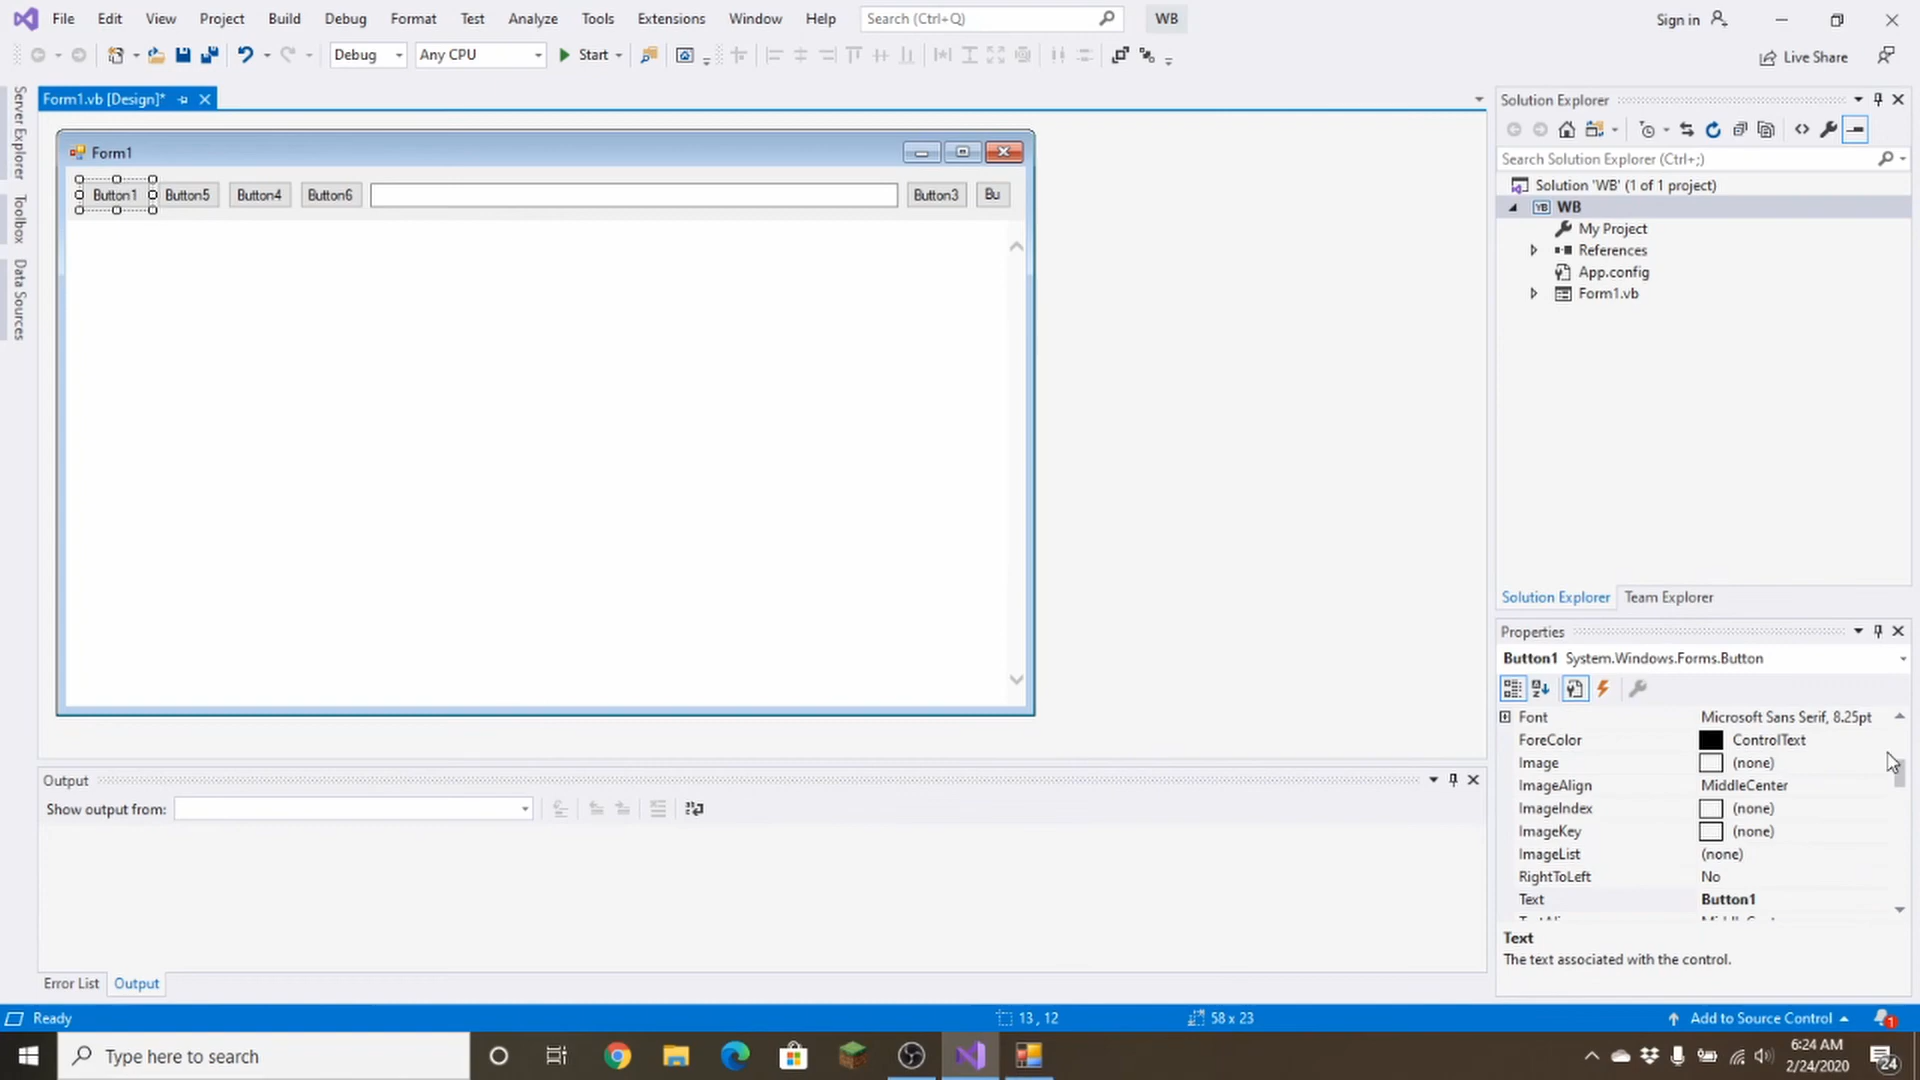 File Edit View Project Build Debug Format Test Analyze Tools Extensions Window Help Search (Ctrl+Q) WB Sign in
Debug Any CPU Start Live Share
Server Explorer
Toolbox
Data Sources
Form1.vb [Design]*
Form1
Button1 Button5 Button4 Button6 Button3 Bu
Solution Explorer
Search Solution Explorer (Ctrl+;)
Solution 'WB' (1 of 1 project)
VB WB
My Project
References
App.config
Form1.vb
Solution Explorer Team Explorer
Properties
Button1 System.Windows.Forms.Button
Font Microsoft Sans Serif, 8.25pt
ForeColor ControlText
Image (none)
ImageAlign MiddleCenter
ImageIndex (none)
ImageKey (none)
ImageList (none)
RightToLeft No
Text Button1
Text
The text associated with the control.
Output
Show output from:
Error List Output
Ready 13, 12 58 x 23 Add to Source Control 1
Type here to search
6:24 AM
2/24/2020
24